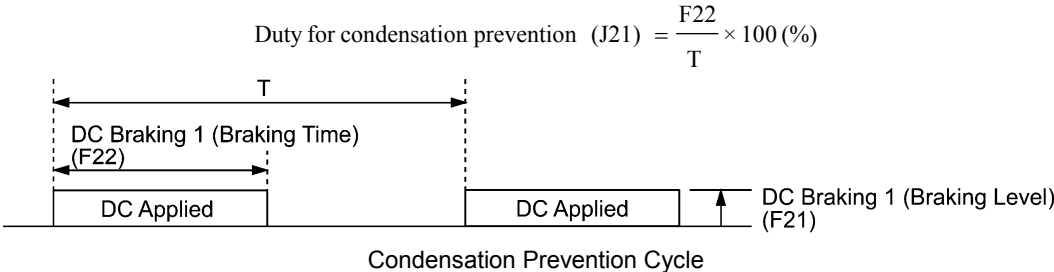 Duty for condensation prevention (J21) = F22 / T × 100 (%)
T
DC Braking 1 (Braking Time)
(F22)
DC Applied
DC Applied
DC Braking 1 (Braking Level)
(F21)
Condensation Prevention Cycle